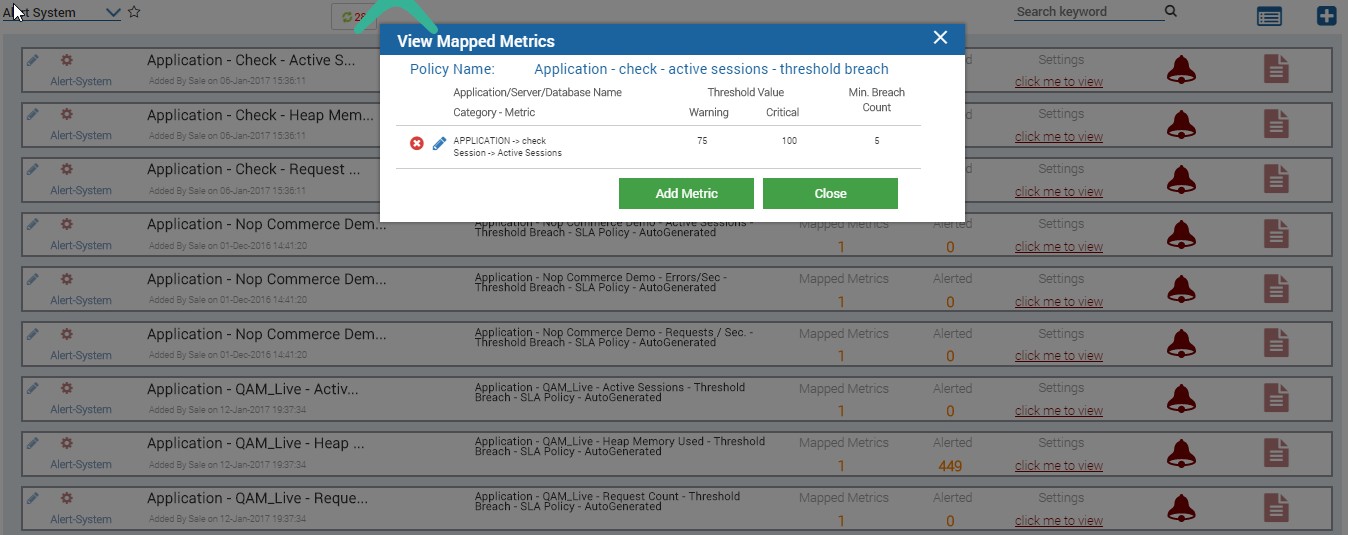 Alert System
28
Search keyword
View Mapped Metrics
Policy Name: Application - check - active sessions - threshold breach
Application/Server/Database Name Threshold Value Min. Breach
Category - Metric Warning Critical Count
APPLICATION -> check 75 100 5
Session -> Active Sessions
Add Metric Close
Application - Check - Active S... Settings
Alert-System Added By Sale on 06-Jan-2017 15:36:11 click me to view
Application - Check - Heap Mem... Settings
Alert-System Added By Sale on 06-Jan-2017 15:36:11 click me to view
Application - Check - Request ... Settings
Alert-System Added By Sale on 06-Jan-2017 15:36:11 click me to view
Application - Nop Commerce Dem... Application - Nop Commerce Demo - Active Sessions - Mapped Metrics Alerted Settings
Threshold Breach - SLA Policy - AutoGenerated
Alert-System Added By Sale on 01-Dec-2016 14:41:20 1 0 click me to view
Application - Nop Commerce Dem... Application - Nop Commerce Demo - Errors/Sec - Mapped Metrics Alerted Settings
Threshold Breach - SLA Policy - AutoGenerated
Alert-System Added By Sale on 01-Dec-2016 14:41:20 1 0 click me to view
Application - Nop Commerce Dem... Application - Nop Commerce Demo - Requests / Sec. - Mapped Metrics Alerted Settings
Threshold Breach - SLA Policy - AutoGenerated
Alert-System Added By Sale on 01-Dec-2016 14:41:20 1 0 click me to view
Application - QAM_Live - Activ... Application - QAM_Live - Active Sessions - Threshold Mapped Metrics Alerted Settings
Breach - SLA Policy - AutoGenerated
Alert-System Added By Sale on 12-Jan-2017 19:37:34 1 0 click me to view
Application - QAM_Live - Heap ... Application - QAM_Live - Heap Memory Used - Threshold Mapped Metrics Alerted Settings
Breach - SLA Policy - AutoGenerated
Alert-System Added By Sale on 12-Jan-2017 19:37:34 1 449 click me to view
Application - QAM_Live - Reque... Application - QAM_Live - Request Count - Threshold Mapped Metrics Alerted Settings
Breach - SLA Policy - AutoGenerated
Alert-System Added By Sale on 12-Jan-2017 19:37:34 1 0 click me to view